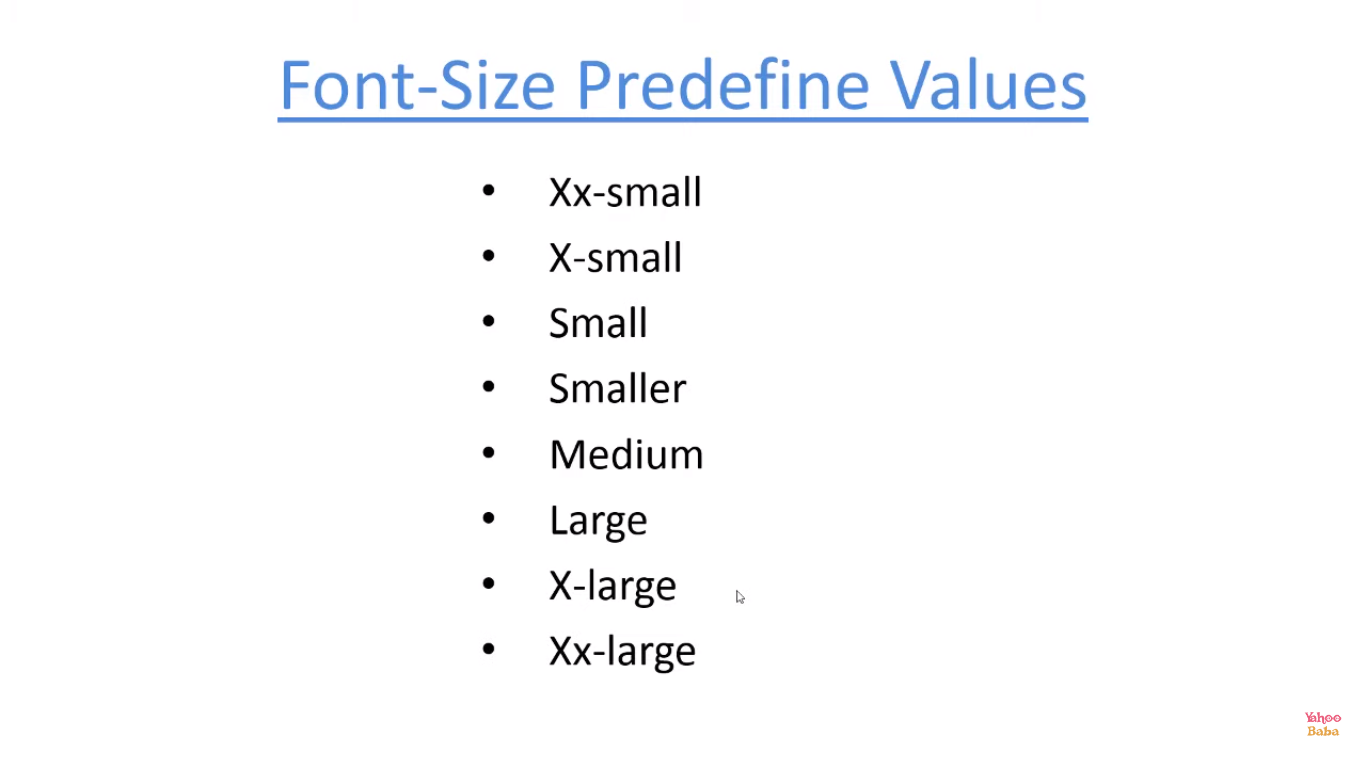 Font-Size Predefine Values
• Xx-small
• X-small
• Small
• Smaller
• Medium
• Large
• X-large
• Xx-large
Yahoo
Baba